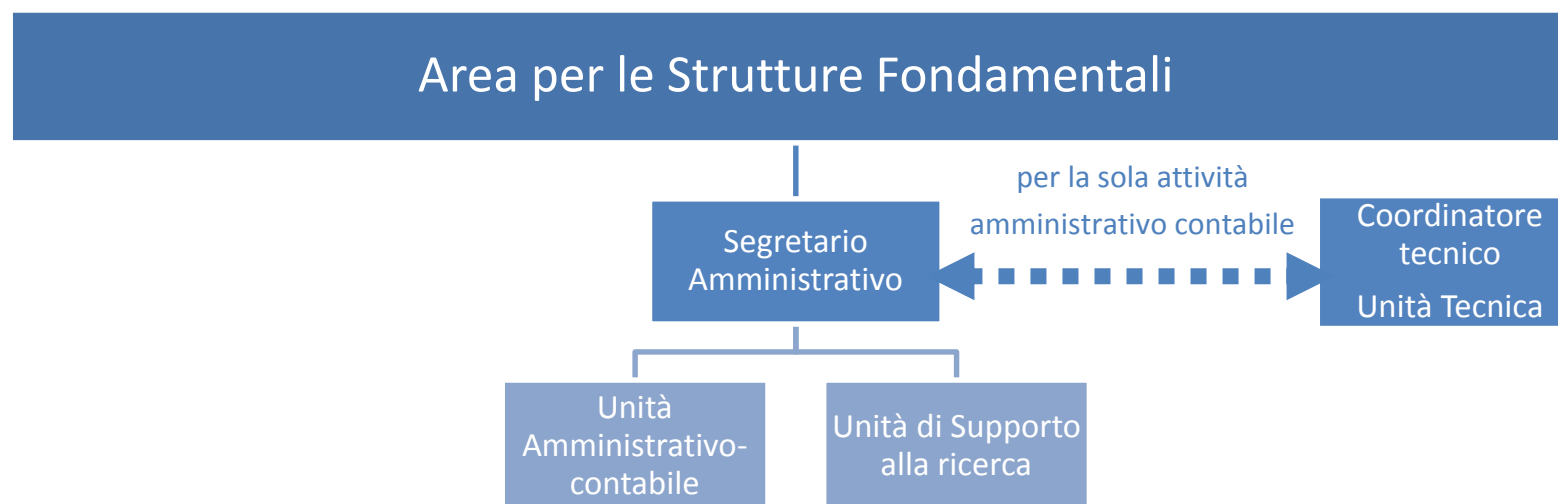 Area per le Strutture Fondamentali
per la sola attività
amministrativo contabile
Segretario
Amministrativo
Coordinatore
tecnico
Unità Tecnica
Unità
Amministrativo-
contabile
Unità di Supporto
alla ricerca